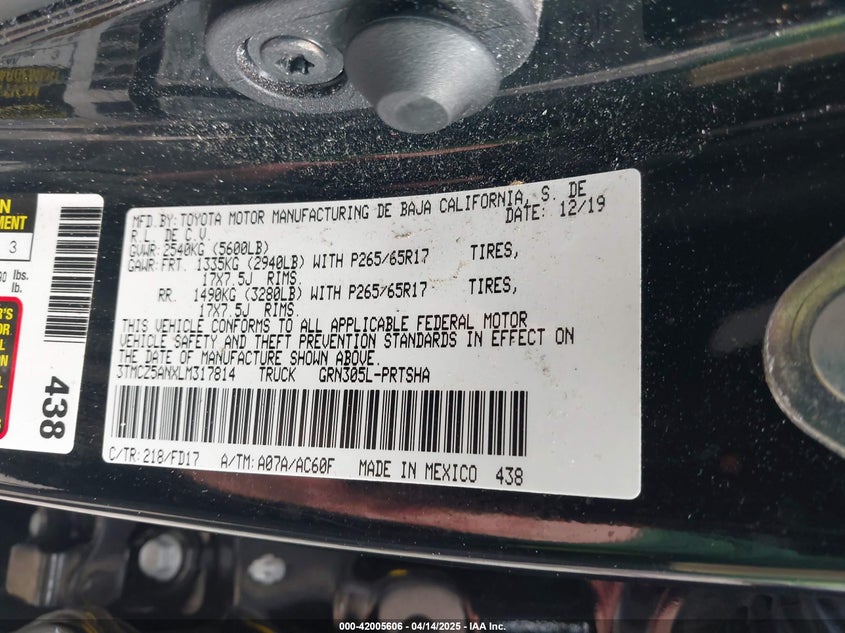 MFD.BY:TOYOTA MOTOR MANUFACTURING DE BAJA CALIFORNIA, S. DE
R.L. DE C.V. DATE: 12/19
GVWR:2540KG (5600LB)
GAWR:FRT. 1335KG (2940LB) WITH P265/65R17 TIRES,
17X7.5J RIMS.
RR. 1490KG (3280LB) WITH P265/65R17 TIRES,
17X7.5J RIMS.
THIS VEHICLE CONFORMS TO ALL APPLICABLE FEDERAL MOTOR
VEHICLE SAFETY AND THEFT PREVENTION STANDARDS IN EFFECT ON
THE DATE OF MANUFACTURE SHOWN ABOVE.
3TMCZ5ANXLM317814 TRUCK GRN305L-PRTSHA
C/TR:218/FD17 A/TM:A07A/AC60F MADE IN MEXICO 438
3
lbs.
lb.
438
000-42005606 - 04/14/2025 - IAA Inc.